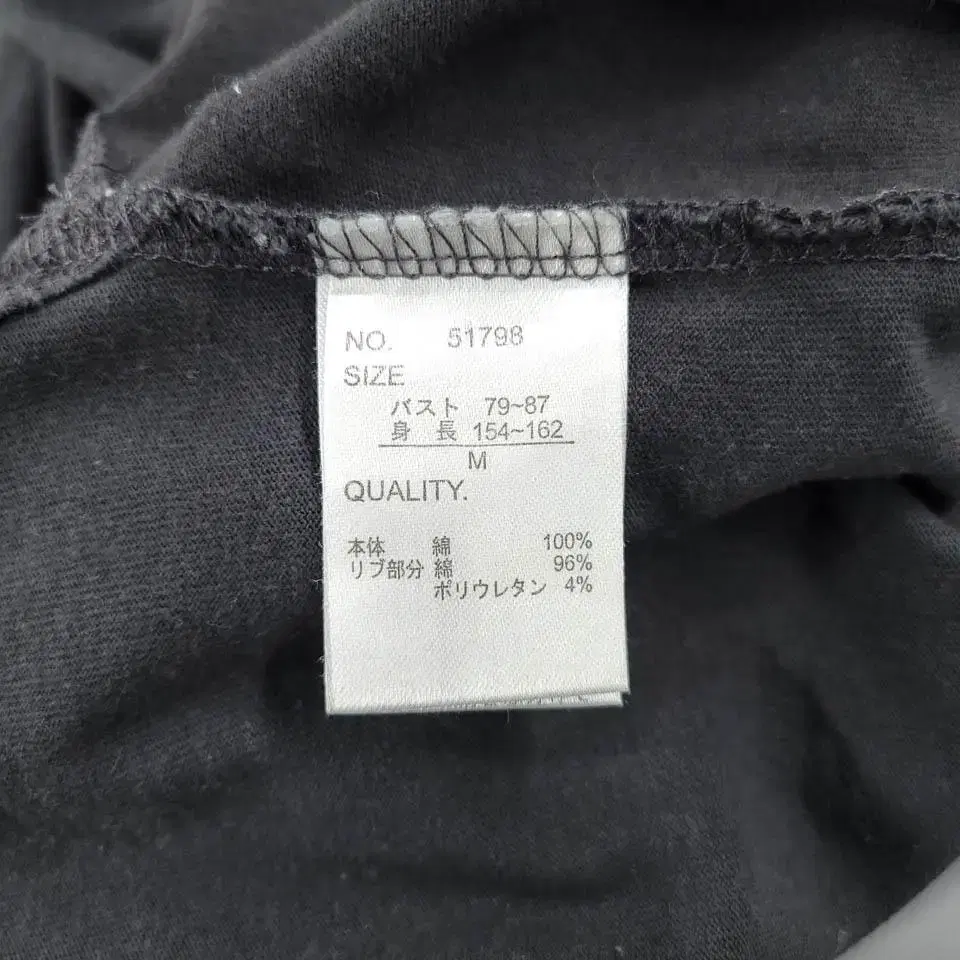 NO. 51798
SIZE
バスト 79~87
身 長 154~162
M
QUALITY.
本体 綿 100%
リブ部分 綿 96%
ポリウレタン 4%